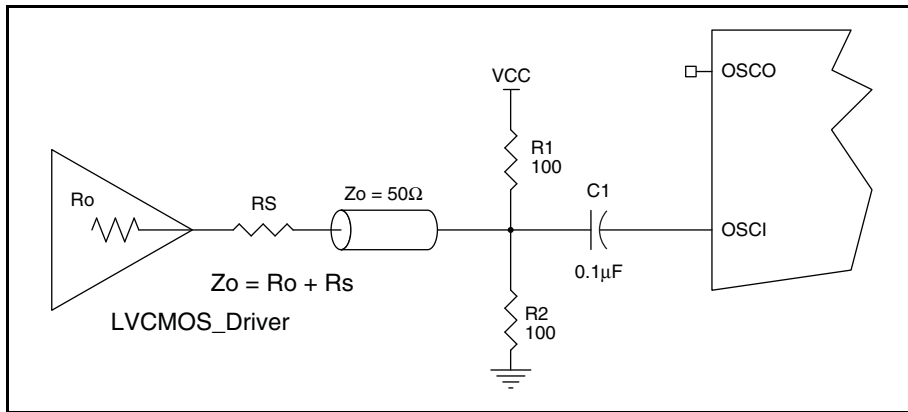 VCC
OSCO
R1
100
C1
Ro
RS
Zo = 50Ω
OSCI
0.1µF
Zo = Ro + Rs
LVCMOS_Driver
R2
100